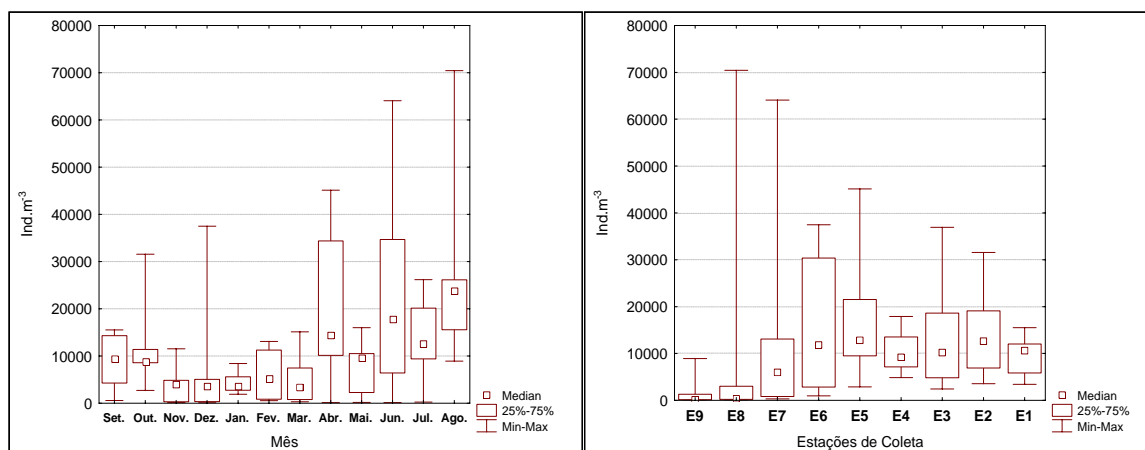 80000
70000
60000
50000
40000
30000
20000
10000
0
Ind.m-3
Set. Out. Nov. Dez. Jan. Fev. Mar. Abr. Mai. Jun. Jul. Ago.
Mês
Median
25%-75%
Min-Max
80000
70000
60000
50000
40000
30000
20000
10000
0
Ind.m-3
E9 E8 E7 E6 E5 E4 E3 E2 E1
Estações de Coleta
Median
25%-75%
Min-Max